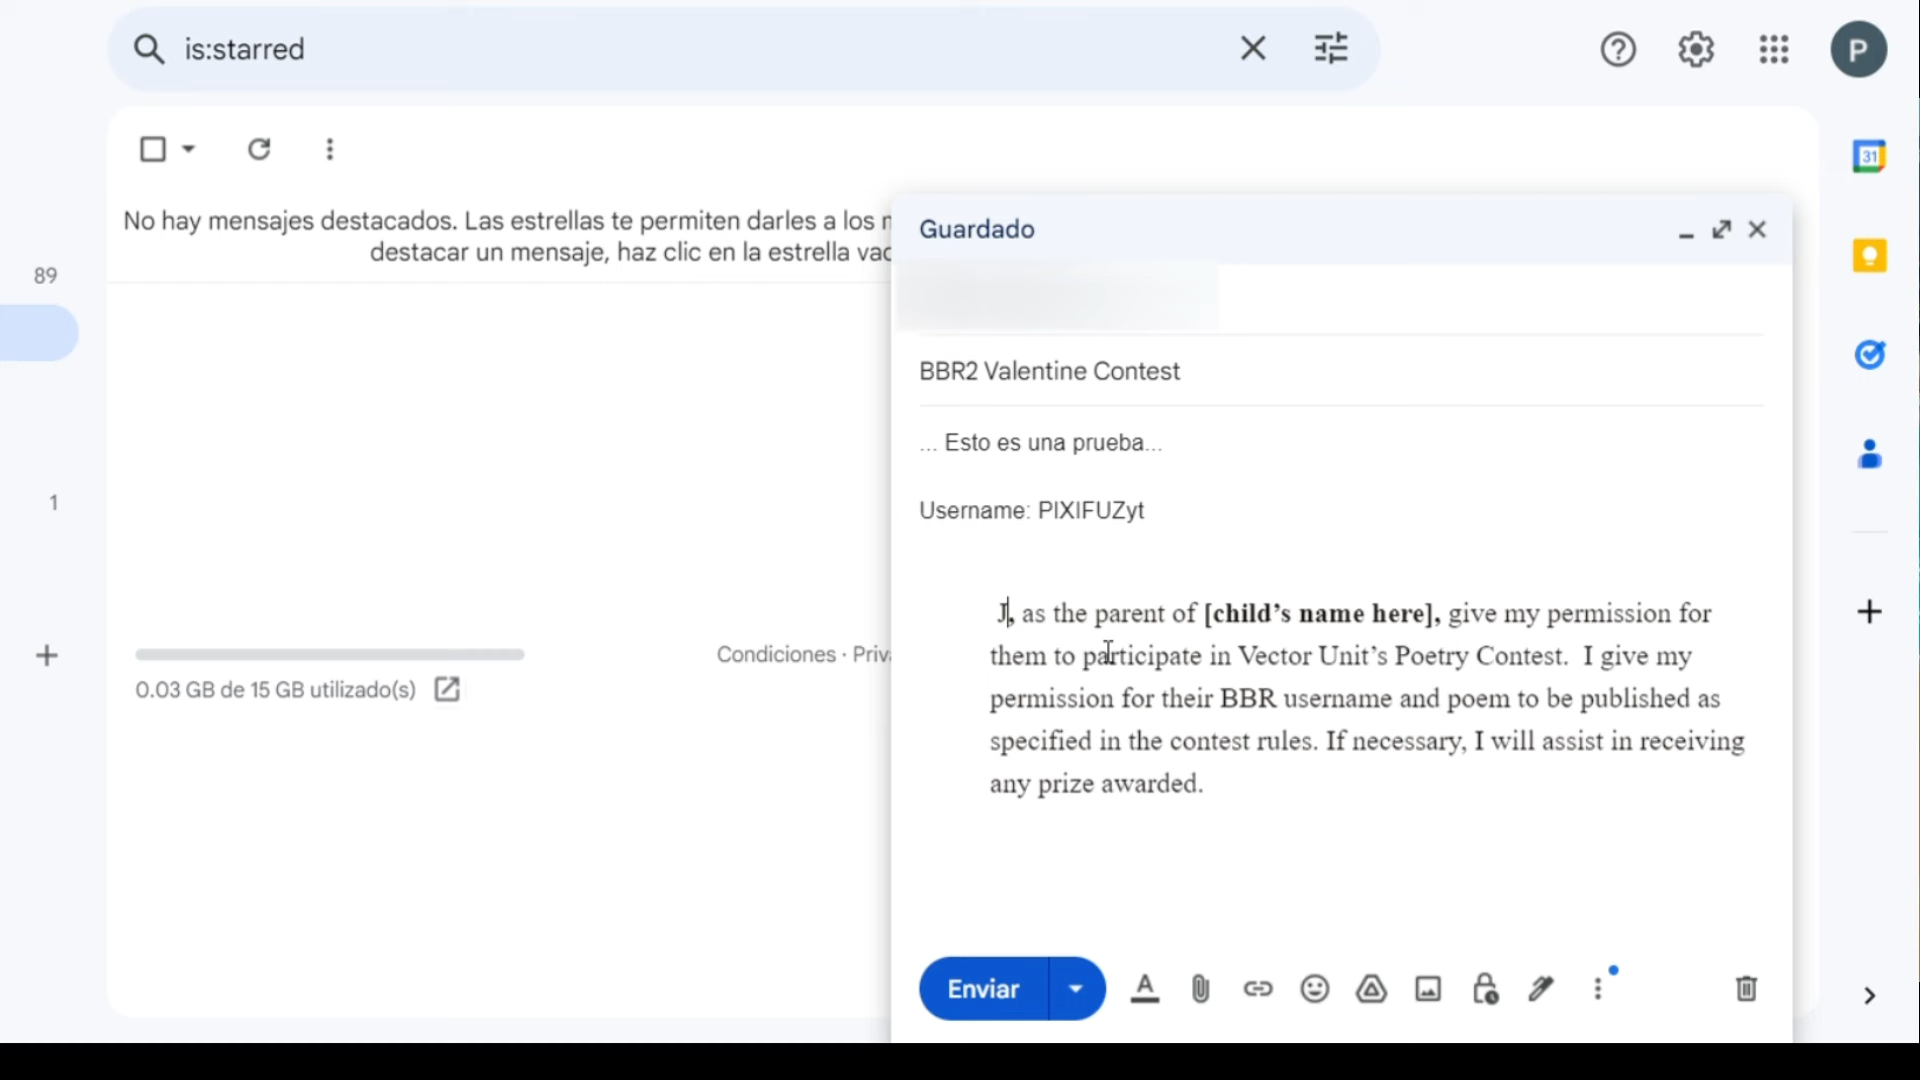 is:starred
P
31
No hay mensajes destacados. Las estrellas te permiten darles a los
destacar un mensaje, haz clic en la estrella
89
1
0.03 GB de 15 GB utilizado(s)
Condiciones ·
Guardado
BBR2 Valentine Contest
... Esto es una prueba...
Username: PIXIFUZyt
J, as the parent of [child’s name here], give my permission for
them to participate in Vector Unit’s Poetry Contest.  I give my
permission for their BBR username and poem to be published as
specified in the contest rules. If necessary, I will assist in receiving
any prize awarded.
Enviar